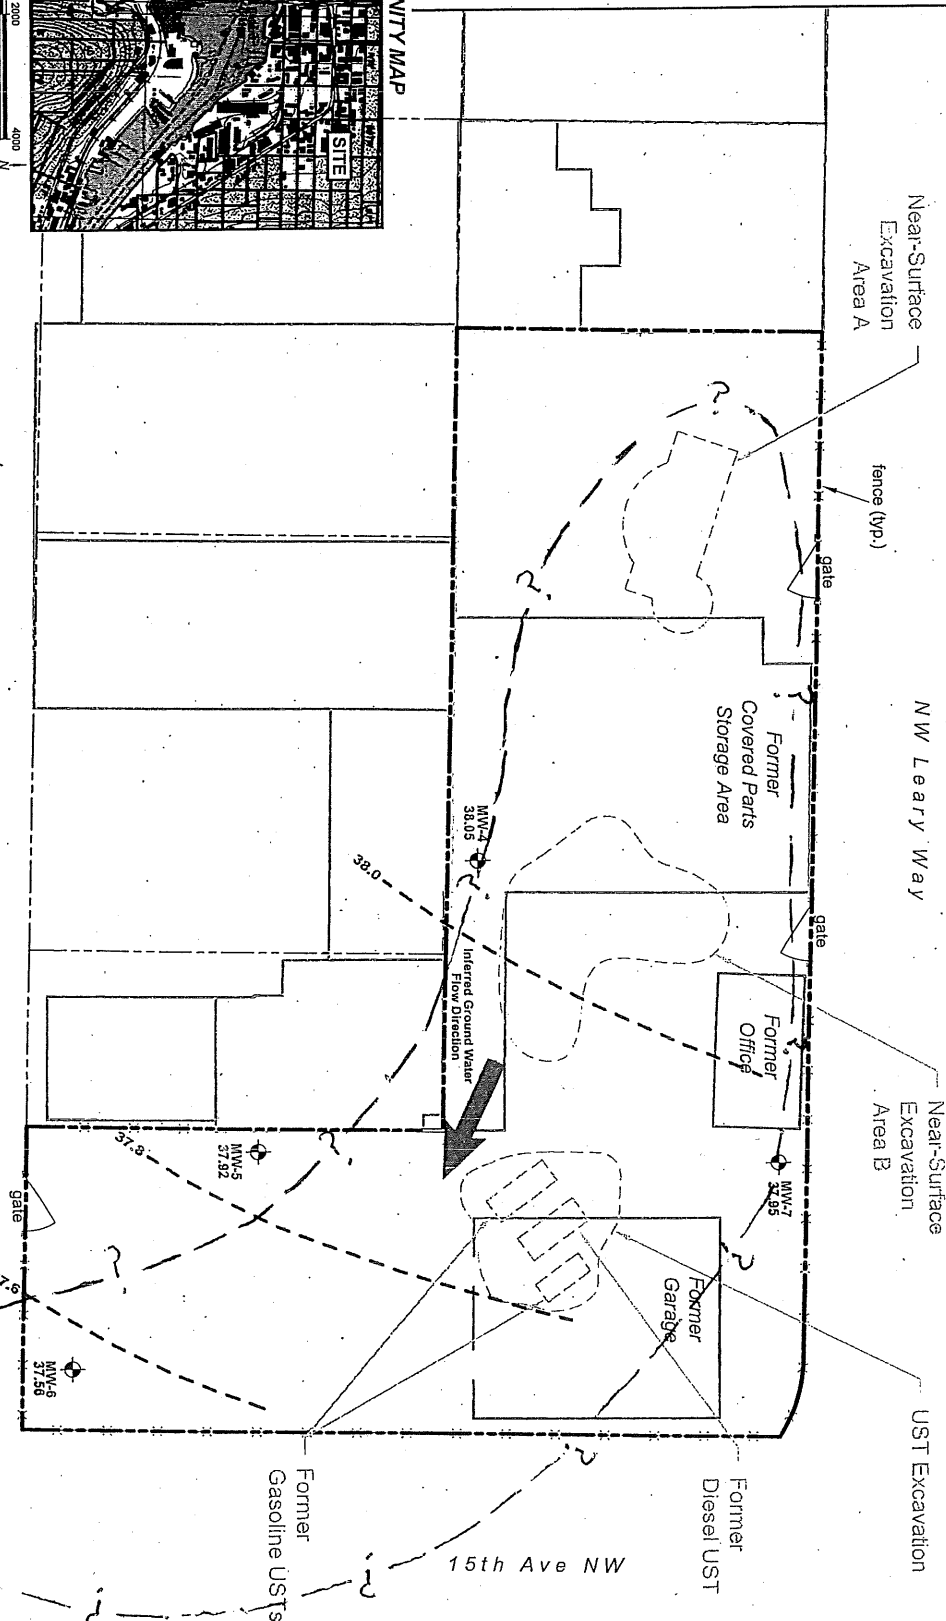 NITY MAP
2000
4000
N
SITE
Near-Surface
Excavation
Area A
fence (typ.)
gate
NW Leary Way
Former
Covered Parts
Storage Area
gate
Former
Office
Near-Surface
Excavation
Area B
MW-4
38.05
38.0
Inferred Ground Water
Flow Direction
MW-7
37.95
UST Excavation
Former
Garage
MW-5
37.92
37.8
gate
7.6
MW-6
37.56
Former
Diesel UST
Former
Gasoline USTs
15th Ave NW
?
?
?
?
?
?
?
?
?
?
?